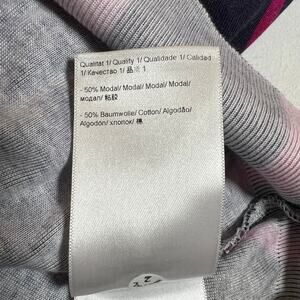 Qualität 1/ Quality 1/ Qualidade 1/ Calidad
1/ Качество 1/ 品质 1
- 50% Modal/ Modal/ Modal/ Modal/
модал/ 粘胶
- 50% Baumwolle/ Cotton/ Algodão/
Algodón/ хлопок/ 棉